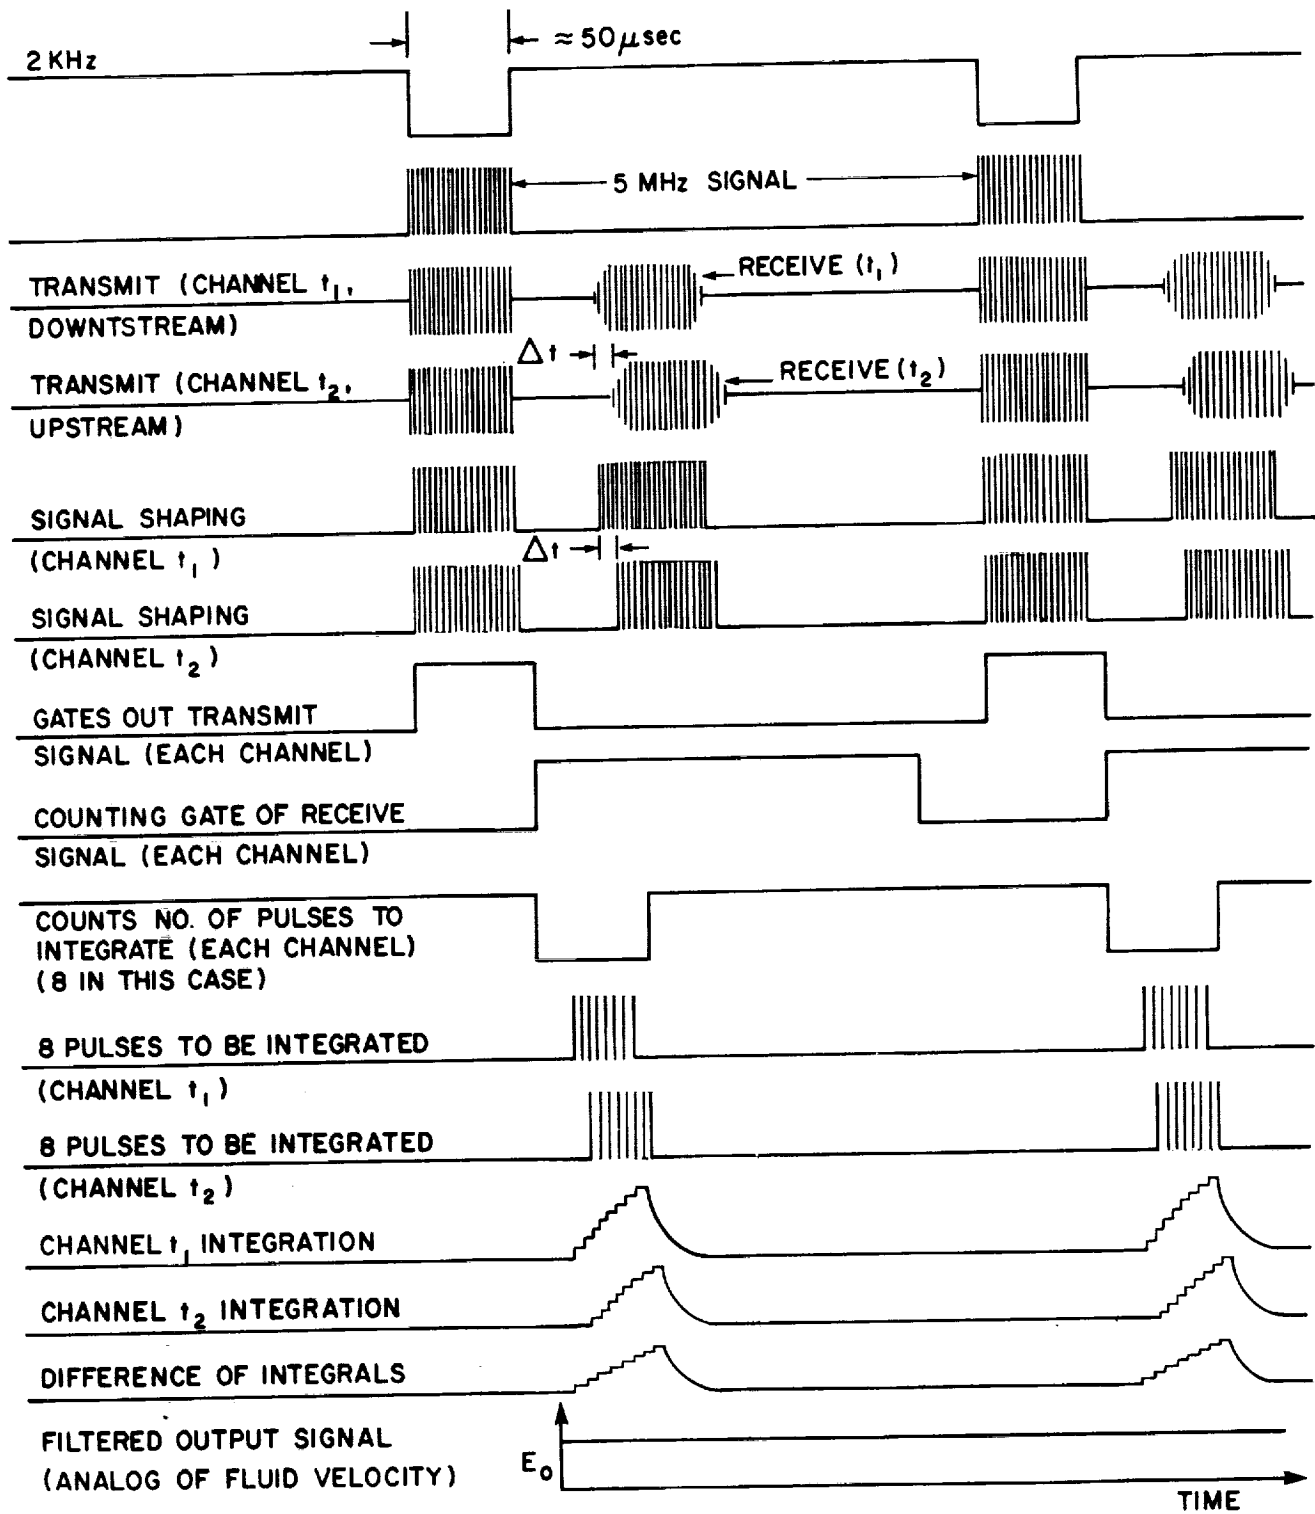 ≈50μsec
2 KHz
5 MHz SIGNAL
TRANSMIT (CHANNEL t₁,
DOWNTSTREAM)
RECEIVE (t₁)
Δt
TRANSMIT (CHANNEL t₂,
UPSTREAM)
RECEIVE (t₂)
SIGNAL SHAPING
(CHANNEL t₁)
Δt
SIGNAL SHAPING
(CHANNEL t₂)
GATES OUT TRANSMIT
SIGNAL (EACH CHANNEL)
COUNTING GATE OF RECEIVE
SIGNAL (EACH CHANNEL)
COUNTS NO. OF PULSES TO
INTEGRATE (EACH CHANNEL)
(8 IN THIS CASE)
8 PULSES TO BE INTEGRATED
(CHANNEL t₁)
8 PULSES TO BE INTEGRATED
(CHANNEL t₂)
CHANNEL t₁ INTEGRATION
CHANNEL t₂ INTEGRATION
DIFFERENCE OF INTEGRALS
FILTERED OUTPUT SIGNAL
(ANALOG OF FLUID VELOCITY)
E₀
TIME